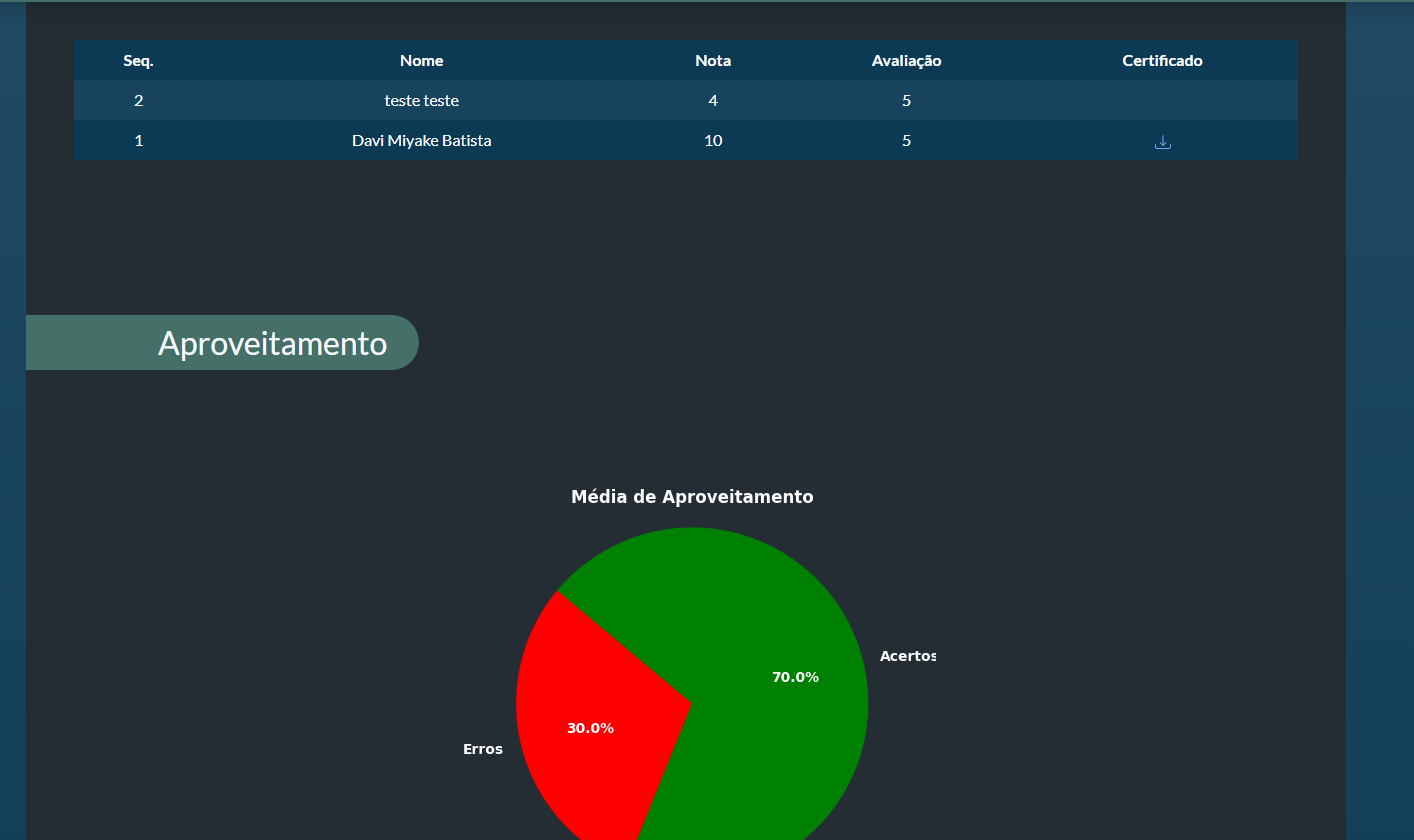 Seq. Nome Nota Avaliação Certificado
2 teste teste 4 5
1 Davi Miyake Batista 10 5
Aproveitamento
Média de Aproveitamento
Acertos
70.0%
30.0%
Erros